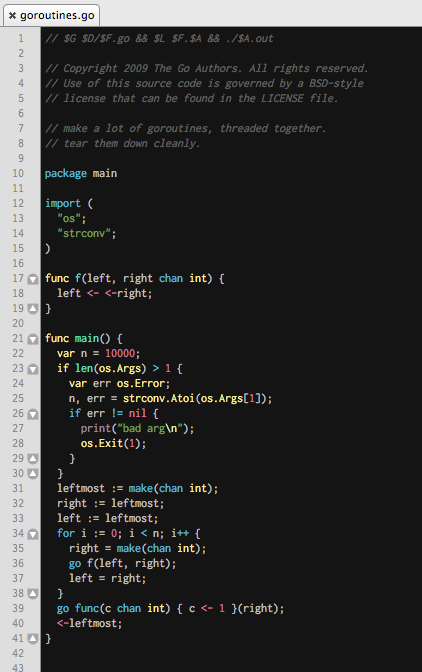 ✖ goroutines.go
1 // $G $D/$F.go && $L $F.$A && ./$A.out
2
3 // Copyright 2009 The Go Authors. All rights reserved.
4 // Use of this source code is governed by a BSD-style
5 // license that can be found in the LICENSE file.
6
7 // make a lot of goroutines, threaded together.
8 // tear them down cleanly.
9
10 package main
11
12 import (
13   "os";
14   "strconv";
15 )
16
17 func f(left, right chan int) {
18   left <- <-right;
19 }
20
21 func main() {
22   var n = 10000;
23   if len(os.Args) > 1 {
24     var err os.Error;
25     n, err = strconv.Atoi(os.Args[1]);
26     if err != nil {
27       print("bad arg\n");
28       os.Exit(1);
29     }
30   }
31   leftmost := make(chan int);
32   right := leftmost;
33   left := leftmost;
34   for i := 0; i < n; i++ {
35     right = make(chan int);
36     go f(left, right);
37     left = right;
38   }
39   go func(c chan int) { c <- 1 }(right);
40   <-leftmost;
41 }
42
43